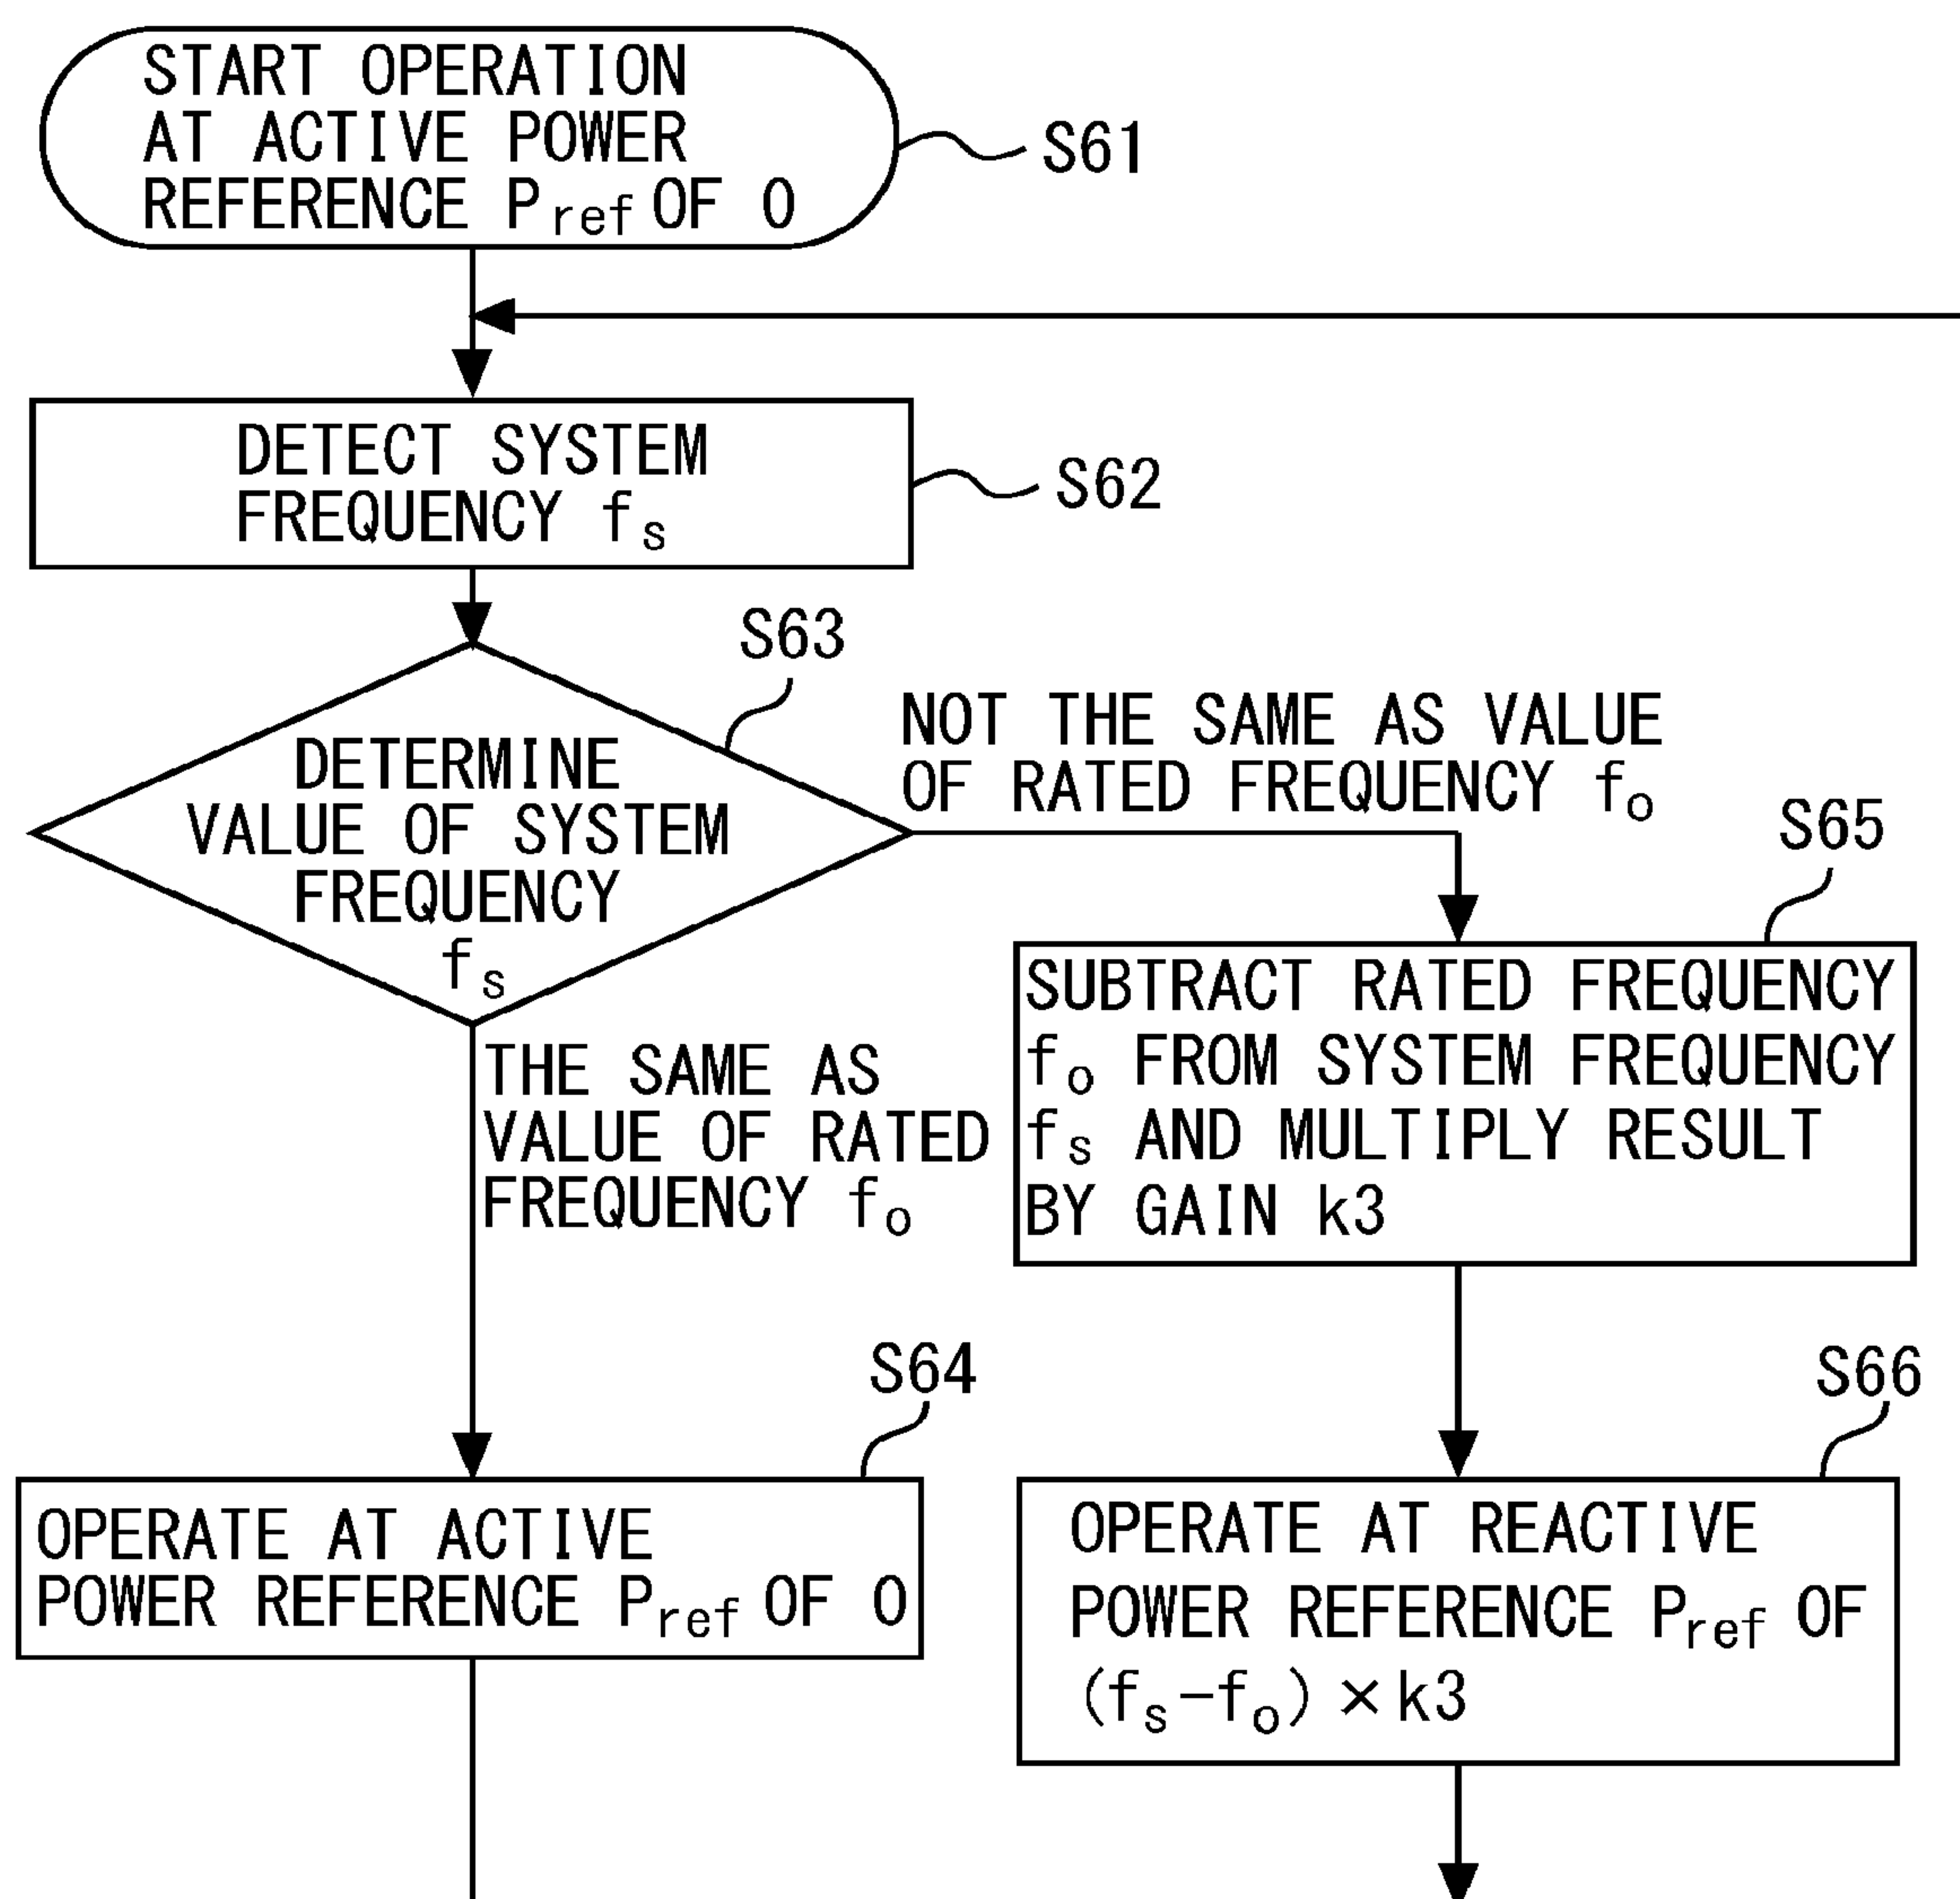 START OPERATION
AT ACTIVE POWER
REFERENCE Pref OF 0
S61
DETECT SYSTEM
FREQUENCY fs
S62
S63
DETERMINE
VALUE OF SYSTEM
FREQUENCY
fs
NOT THE SAME AS VALUE
OF RATED FREQUENCY fo
S65
SUBTRACT RATED FREQUENCY
fo FROM SYSTEM FREQUENCY
fs AND MULTIPLY RESULT
BY GAIN k3
THE SAME AS
VALUE OF RATED
FREQUENCY fo
S64
OPERATE AT ACTIVE
POWER REFERENCE Pref OF 0
S66
OPERATE AT REACTIVE
POWER REFERENCE Pref OF
(fs-fo) × k3